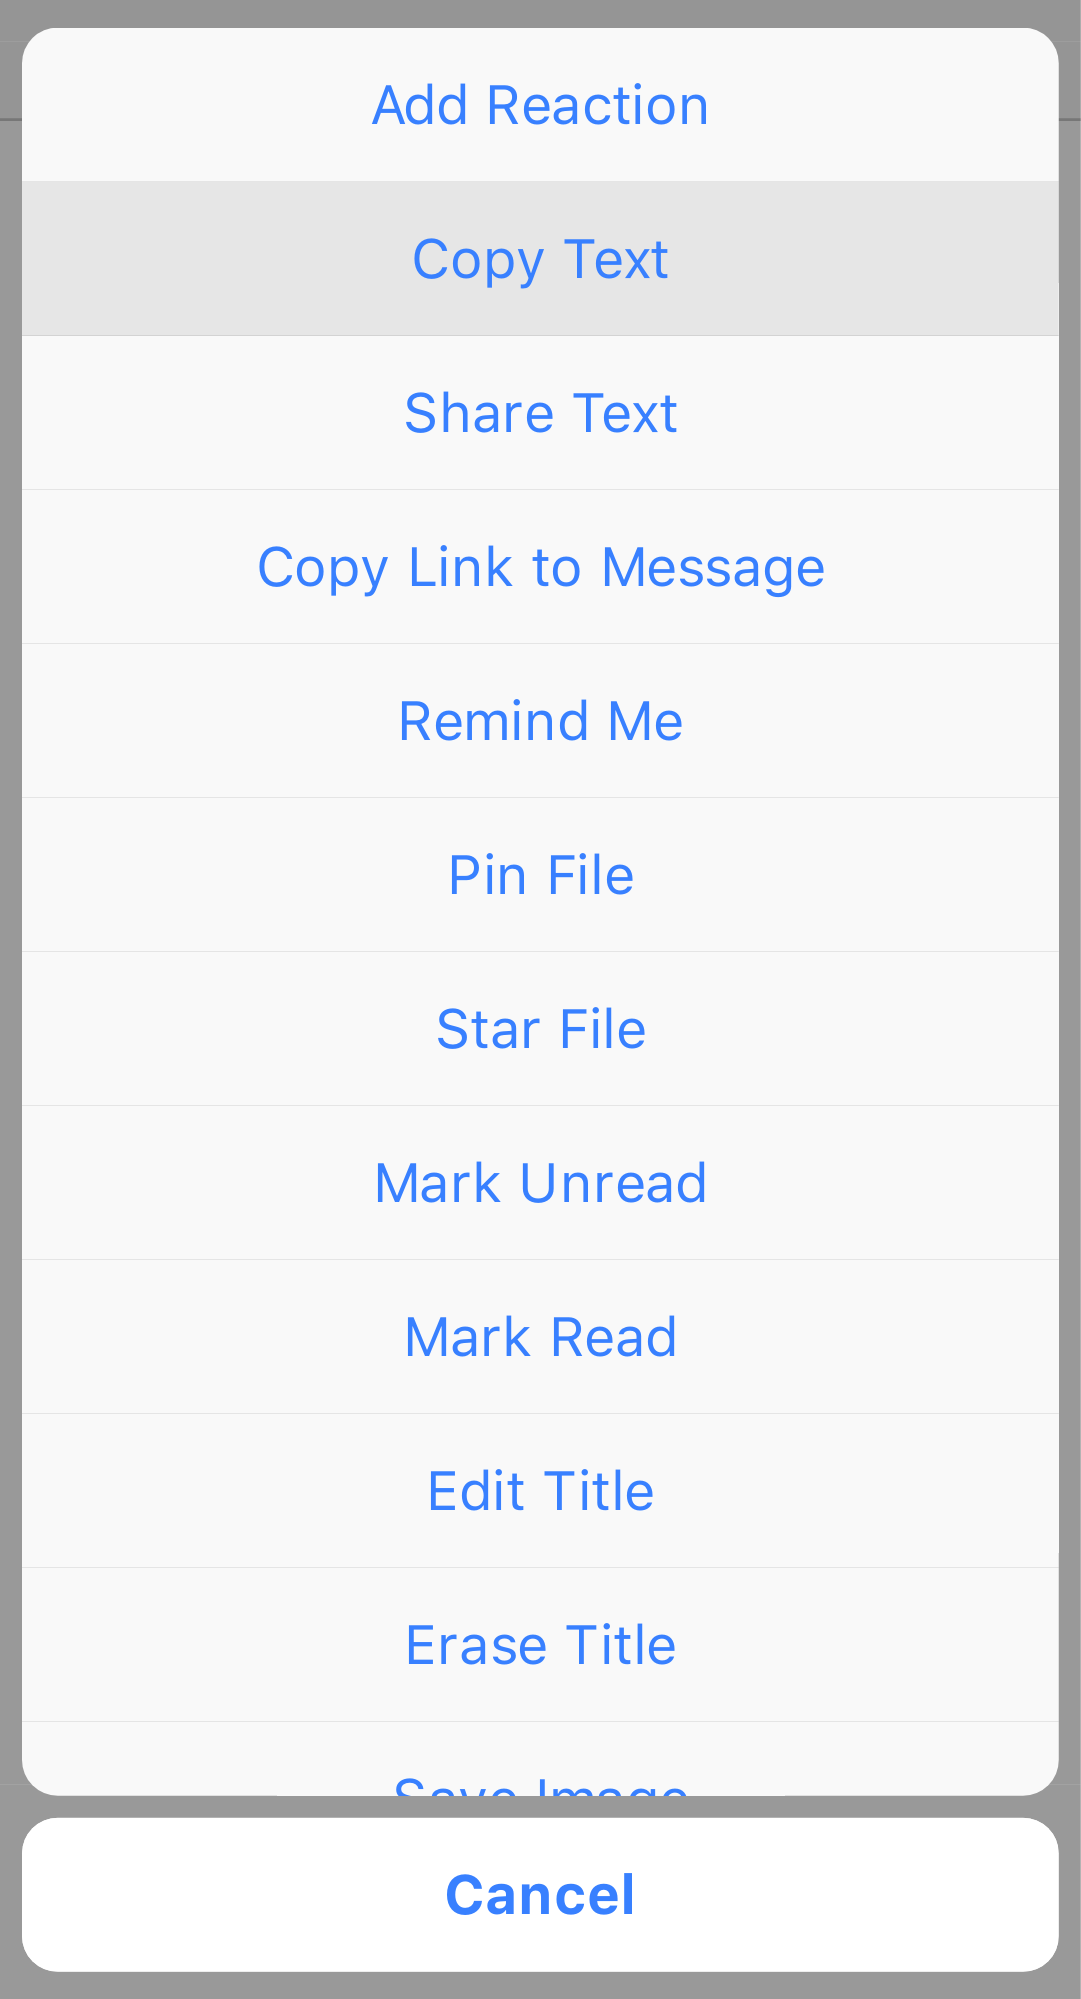 Add Reaction
Copy Text
Share Text
Copy Link to Message
Remind Me
Pin File
Star File
Mark Unread
Mark Read
Edit Title
Erase Title
Save Image
Cancel